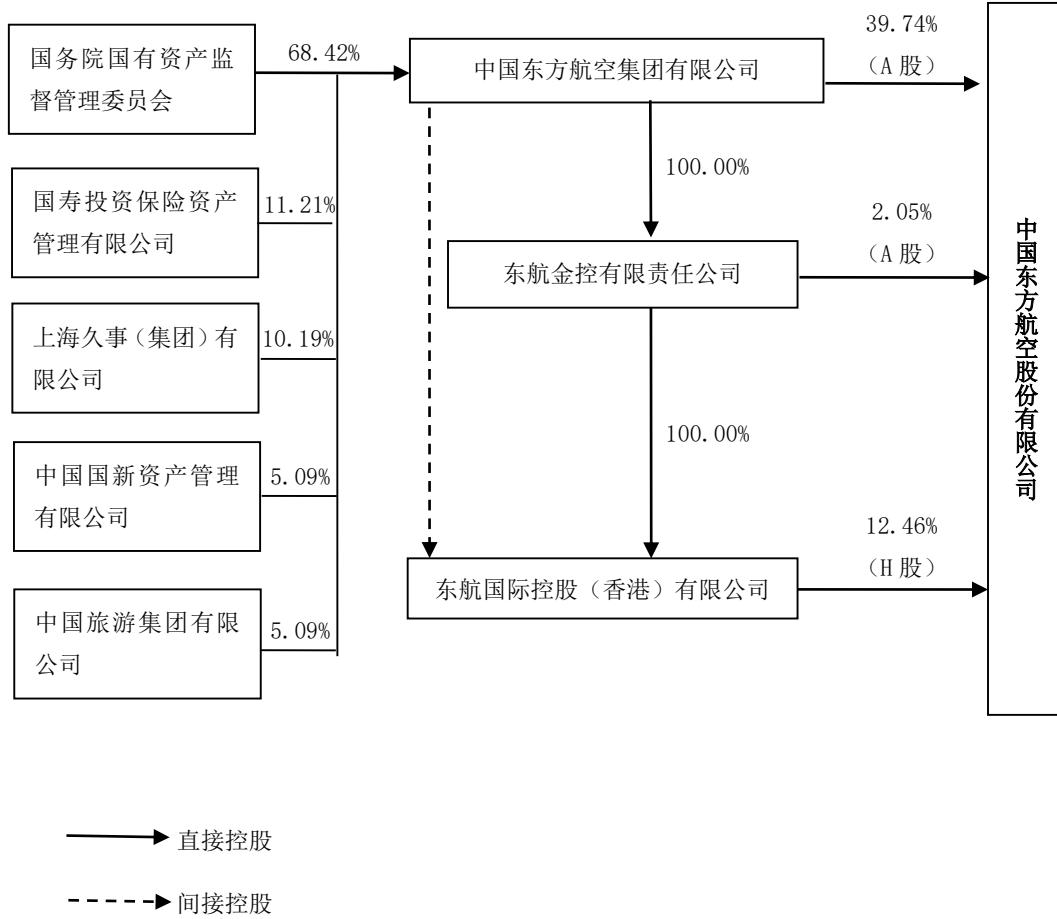 国务院国有资产监
督管理委员会
68.42%
中国东方航空集团有限公司
39.74%
（A 股）
国寿投资保险资产
管理有限公司
11.21%
100.00%
2.05%
（A 股）
东航金控有限责任公司
上海久事（集团）有
限公司
10.19%
100.00%
中国国新资产管理
有限公司
5.09%
12.46%
（H 股）
东航国际控股（香港）有限公司
中国旅游集团有限
公司
5.09%
中国东方航空股份有限公司
直接控股
间接控股